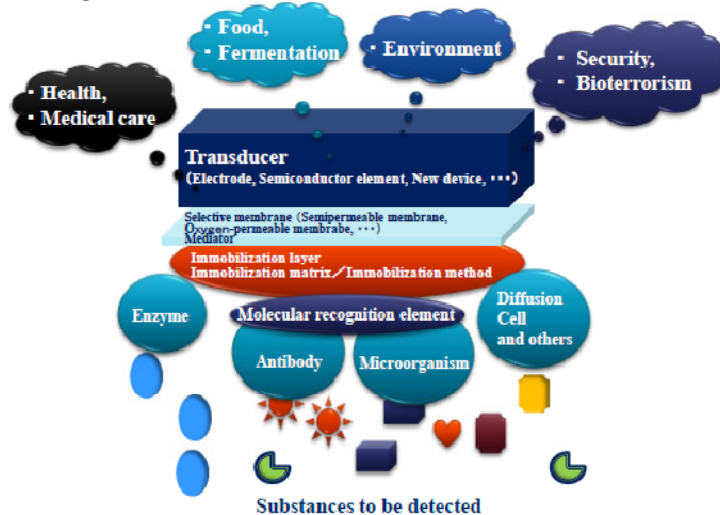 ・Food,
Fermentation
・Environment
・Security,
・Bioterrorism
・Health,
・Medical care
Transducer
(Electrode, Semiconductor element, New device, ･･･)
Selective membrane (Semipermeable membrane,
Oxygen-permeable membrabe, ･･･)
Mediator
Immobilization layer
Immobilization matrix／Immobilization method
Enzyme
Molecular recognition element
Diffusion
Cell
and others
Antibody
Microorganism
Substances to be detected